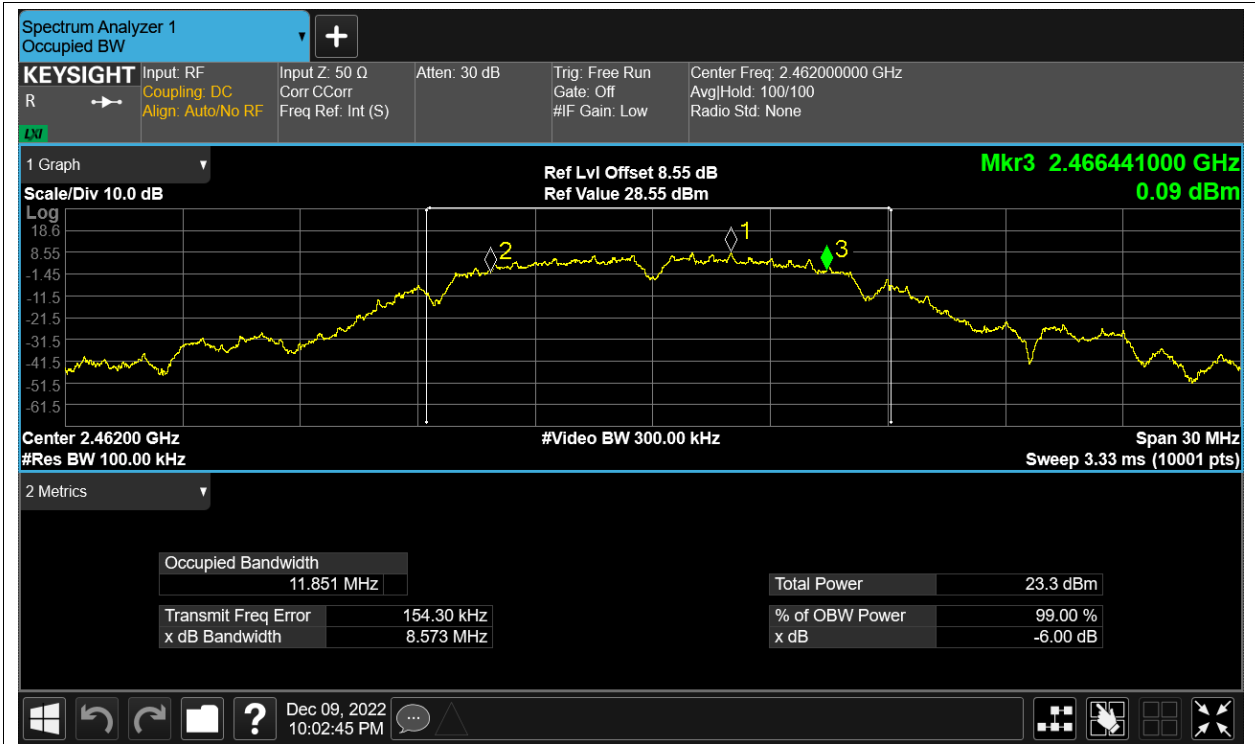 Spectrum Analyzer 1
Occupied BW
KEYSIGHT
R
LXI
Input: RF
Coupling: DC
Align: Auto/No RF
Input Z: 50 Ω
Corr CCorr
Freq Ref: Int (S)
Atten: 30 dB
Trig: Free Run
Gate: Off
#IF Gain: Low
Center Freq: 2.462000000 GHz
Avg|Hold: 100/100
Radio Std: None
1 Graph
Scale/Div 10.0 dB
Ref Lvl Offset 8.55 dB
Ref Value 28.55 dBm
Mkr3 2.466441000 GHz
0.09 dBm
Log
18.6
8.55
-1.45
-11.5
-21.5
-31.5
-41.5
-51.5
-61.5
2
1
3
Center 2.46200 GHz
#Res BW 100.00 kHz
#Video BW 300.00 kHz
Span 30 MHz
Sweep 3.33 ms (10001 pts)
2 Metrics
Occupied Bandwidth
11.851 MHz
Transmit Freq Error 154.30 kHz
x dB Bandwidth 8.573 MHz
Total Power 23.3 dBm
% of OBW Power 99.00 %
x dB -6.00 dB
Dec 09, 2022
10:02:45 PM